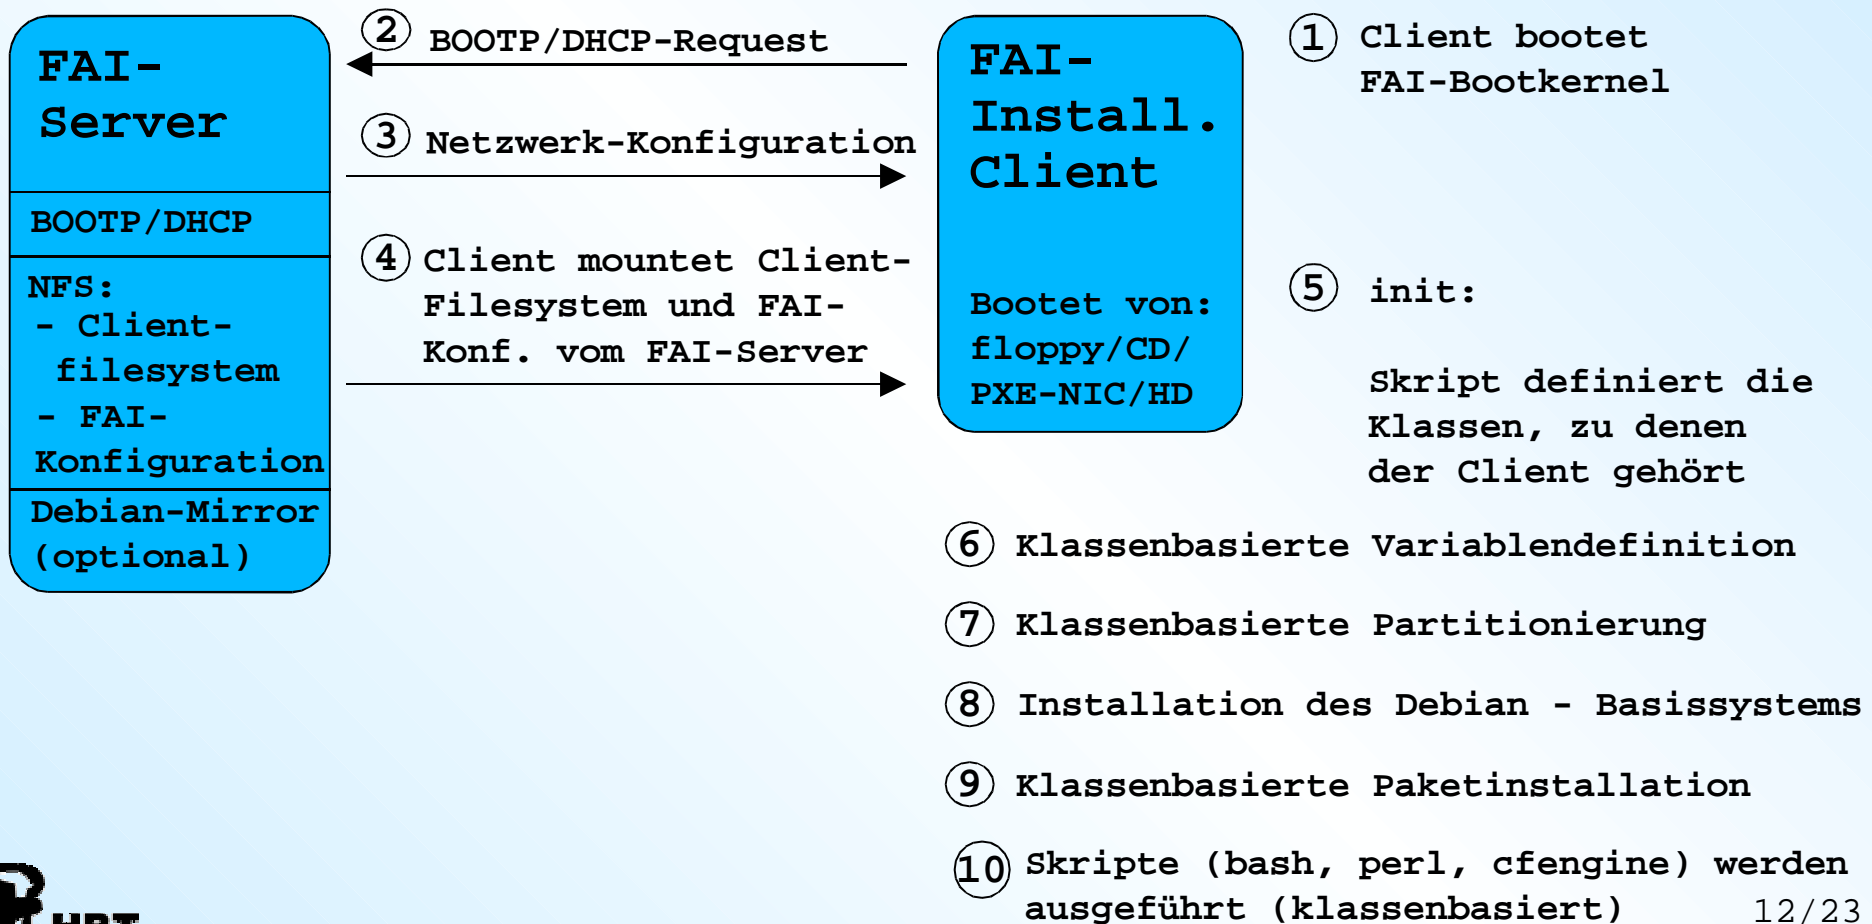 FAI-
Server
BOOTP/DHCP
NFS:
- Client-
filesystem
- FAI-
Konfiguration
Debian-Mirror
(optional)
2 BOOTP/DHCP-Request
3 Netzwerk-Konfiguration
4 Client mountet Client-
Filesystem und FAI-
Konf. vom FAI-Server
FAI-
Install.
Client
Bootet von:
floppy/CD/
PXE-NIC/HD
1 Client bootet
FAI-Bootkernel
5 init:
Skript definiert die
Klassen, zu denen
der Client gehört
6 Klassenbasierte Variablendefinition
7 Klassenbasierte Partitionierung
8 Installation des Debian - Basissystems
9 Klassenbasierte Paketinstallation
10 Skripte (bash, perl, cfengine) werden
ausgeführt (klassenbasiert)
12/23